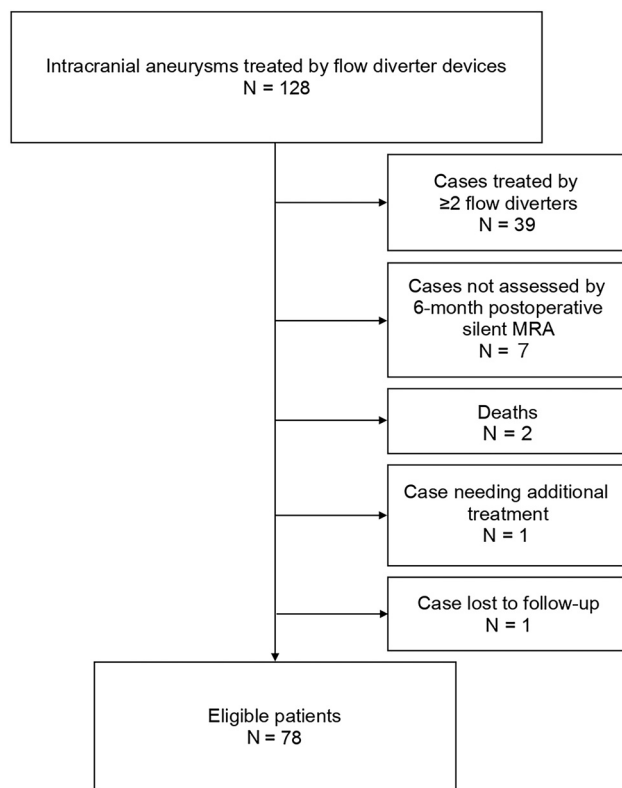 Intracranial aneurysms treated by flow diverter devices
N = 128
Cases treated by
≥2 flow diverters
N = 39
Cases not assessed by
6-month postoperative
silent MRA
N = 7
Deaths
N = 2
Case needing additional
treatment
N = 1
Case lost to follow-up
N = 1
Eligible patients
N = 78